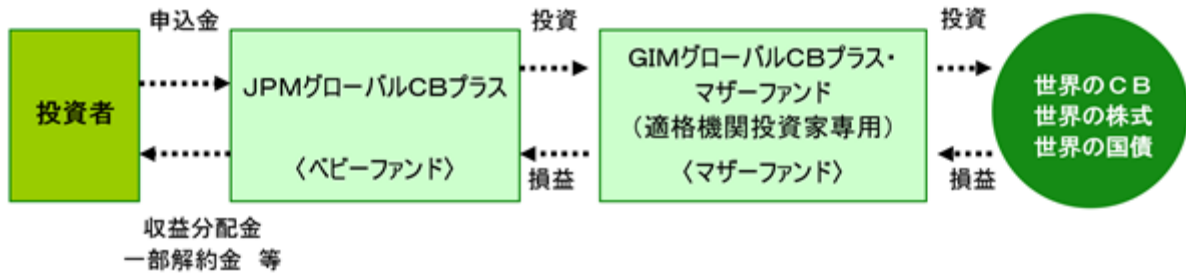 申込金
投資
投資
投資者
JPMグローバルCBプラス
〈ベビーファンド〉
GIMグローバルCBプラス・
マザーファンド
（適格機関投資家専用）
〈マザーファンド〉
世界のCB
世界の株式
世界の国債
損益
損益
収益分配金
一部解約金　等